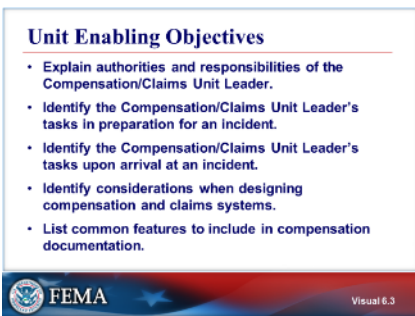 Unit Enabling Objectives
• Explain authorities and responsibilities of the
Compensation/Claims Unit Leader.
• Identify the Compensation/Claims Unit Leader's
tasks in preparation for an incident.
• Identify the Compensation/Claims Unit Leader's
tasks upon arrival at an incident.
• Identify considerations when designing
compensation and claims systems.
• List common features to include in compensation
documentation.
FEMA
Visual 6.3